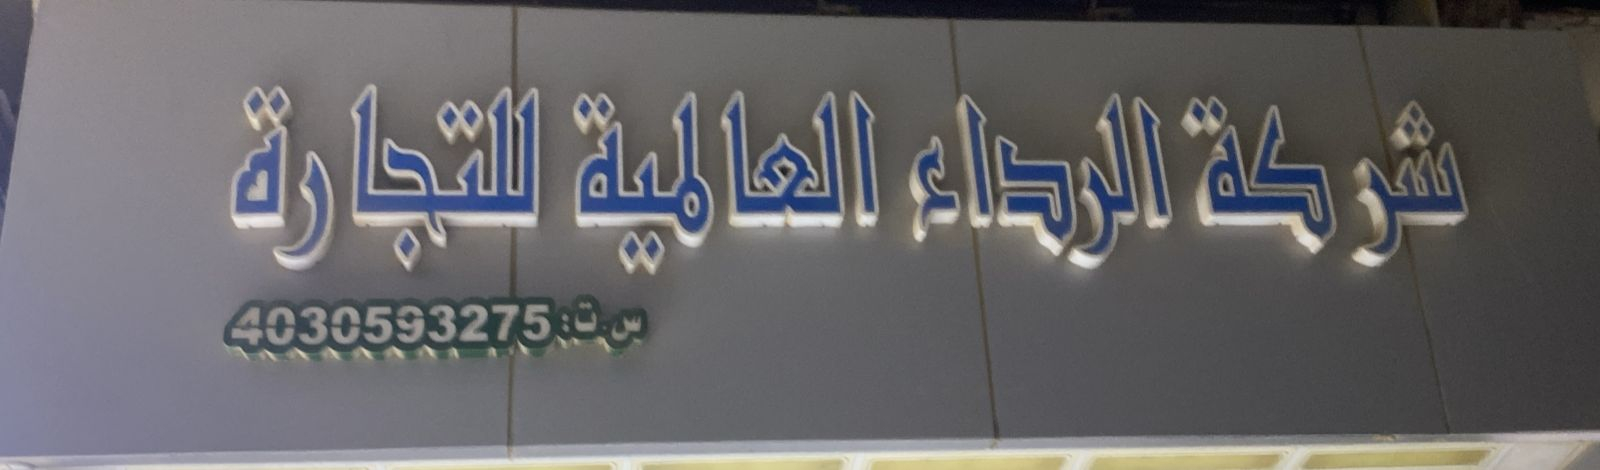 شركة الرداء العالمية للتجارة
س.ت: 4030593275